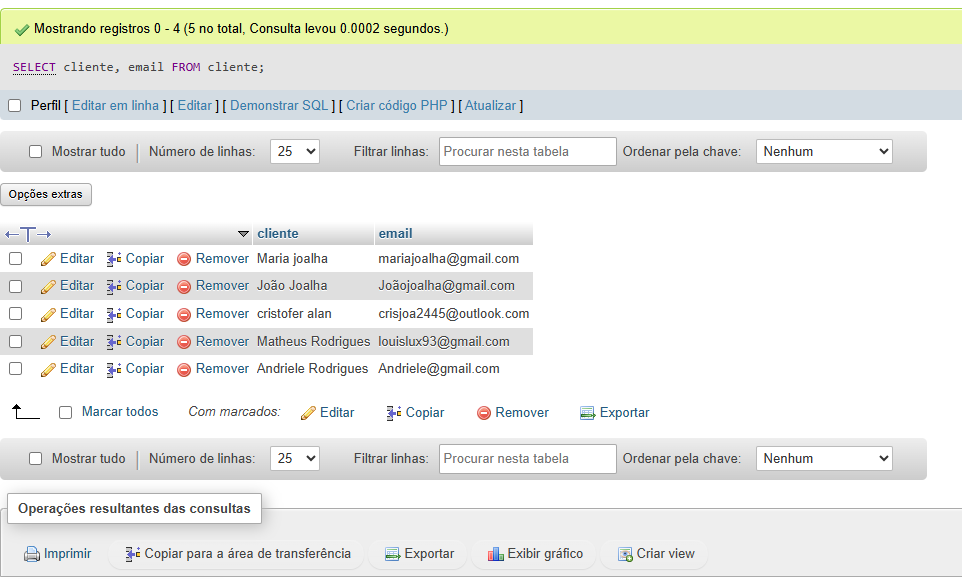 Mostrando registros 0 - 4 (5 no total, Consulta levou 0.0002 segundos.)
SELECT cliente, email FROM cliente;
Perfil [ Editar em linha ] [ Editar ] [ Demonstrar SQL ] [ Criar código PHP ] [ Atualizar ]
Mostrar tudo | Número de linhas: 25 Filtrar linhas: Procurar nesta tabela Ordenar pela chave: Nenhum
Opções extras
←T→ cliente email
Editar Copiar Remover Maria joalha mariajoalha@gmail.com
Editar Copiar Remover João Joalha Joãojoalha@gmail.com
Editar Copiar Remover cristofer alan crisjoa2445@outlook.com
Editar Copiar Remover Matheus Rodrigues louislux93@gmail.com
Editar Copiar Remover Andriele Rodrigues Andriele@gmail.com
Marcar todos Com marcados: Editar Copiar Remover Exportar
Mostrar tudo | Número de linhas: 25 Filtrar linhas: Procurar nesta tabela Ordenar pela chave: Nenhum
Operações resultantes das consultas
Imprimir Copiar para a área de transferência Exportar Exibir gráfico Criar view